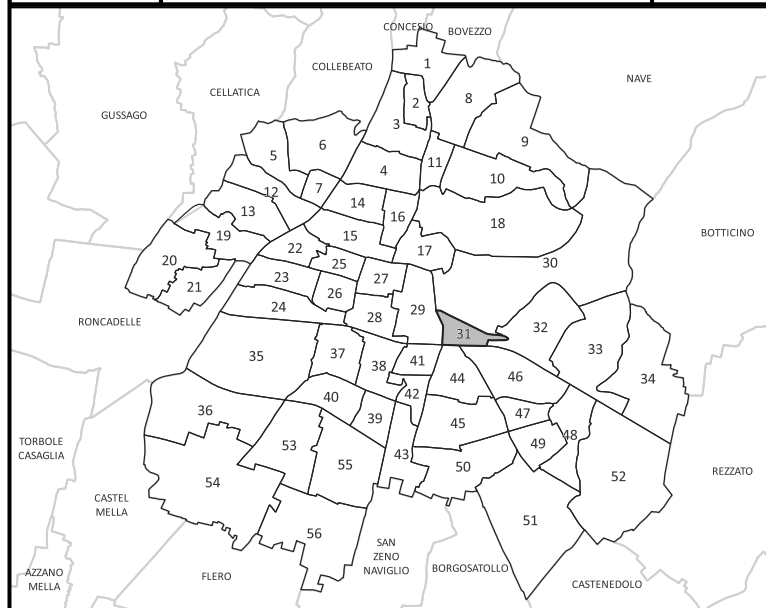 CONCESIO
BOVEZZO
1
COLLEBEATO
NAVE
CELLATICA
8
2
GUSSAGO
3
9
6
5
11
4
10
7
12
14
13
16
18
BOTTICINO
19
15
22
17
20
25
30
23
27
21
26
24
29
28
RONCADELLE
32
31
33
37
35
41
38
46
44
34
40
42
36
39
47
45
48
53
49
TORBOLE
CASAGLIA
43
55
50
REZZATO
52
54
CASTEL
MELLA
51
56
SAN
ZENO
NAVIGLIO
BORGOSATOLLO
AZZANO
MELLA
FLERO
CASTENEDOLO